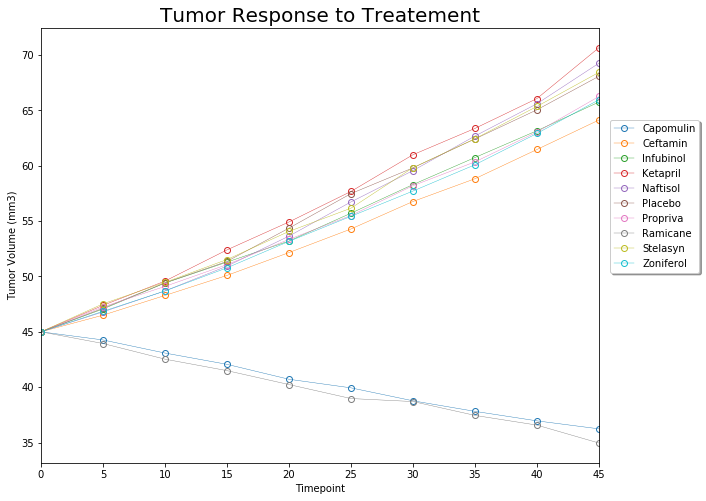 Tumor Response to Treatement
70
65
60
55
50
45
40
35
Tumor Volume (mm3)
0 5 10 15 20 25 30 35 40 45
Timepoint
Capomulin
Ceftamin
Infubinol
Ketapril
Naftisol
Placebo
Propriva
Ramicane
Stelasyn
Zoniferol